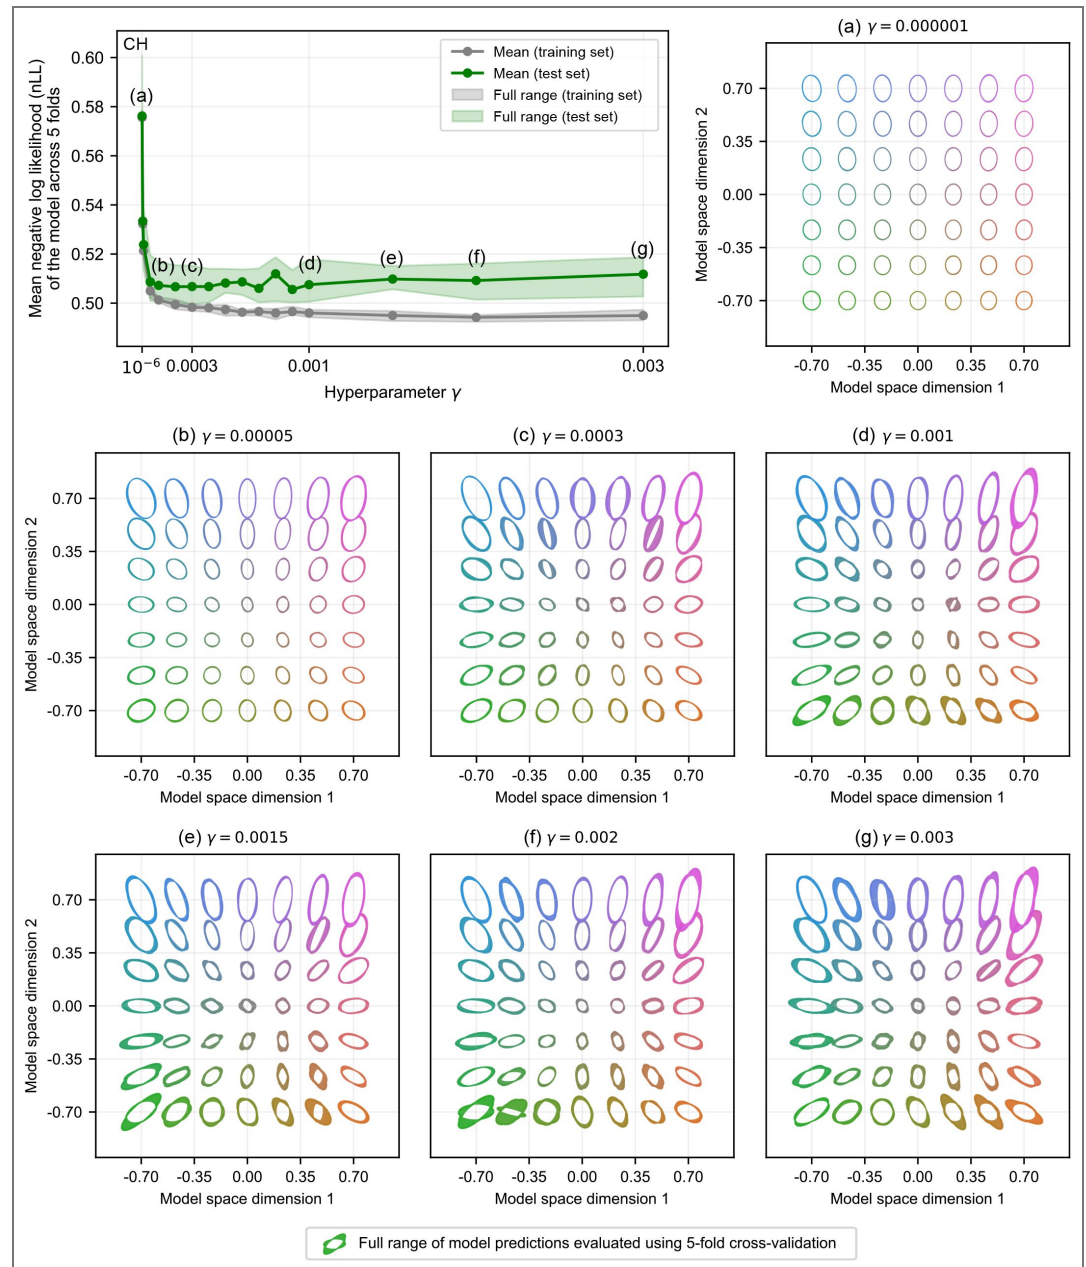 CH
(a)
(b)
(c)
(d)
(e)
(f)
(g)
Mean (training set)
Mean (test set)
Full range (training set)
Full range (test set)
0.60
0.58
0.56
0.54
0.52
0.50
Mean negative log likelihood (nLL)
of the model across 5 folds
10⁻⁶ 0.0003 0.001 0.003
Hyperparameter γ
(a) γ = 0.000001
0.70
0.35
0.00
-0.35
-0.70
Model space dimension 2
-0.70 -0.35 0.00 0.35 0.70
Model space dimension 1
(b) γ = 0.00005
0.70
0.35
0.00
-0.35
-0.70
Model space dimension 2
-0.70 -0.35 0.00 0.35 0.70
Model space dimension 1
(c) γ = 0.0003
-0.70 -0.35 0.00 0.35 0.70
Model space dimension 1
(d) γ = 0.001
-0.70 -0.35 0.00 0.35 0.70
Model space dimension 1
(e) γ = 0.0015
0.70
0.35
0.00
-0.35
-0.70
Model space dimension 2
-0.70 -0.35 0.00 0.35 0.70
Model space dimension 1
(f) γ = 0.002
-0.70 -0.35 0.00 0.35 0.70
Model space dimension 1
(g) γ = 0.003
-0.70 -0.35 0.00 0.35 0.70
Model space dimension 1
Full range of model predictions evaluated using 5-fold cross-validation